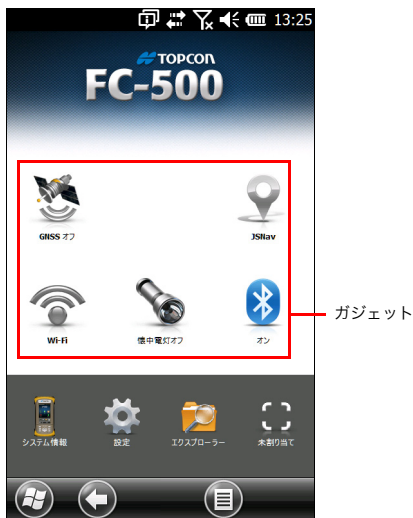 13:25
TOPCON
FC-500
GNSS オフ
JSNav
ガジェット
Wi-Fi
懐中電灯オフ
オン
システム情報
設定
エクスプローラー
未割り当て